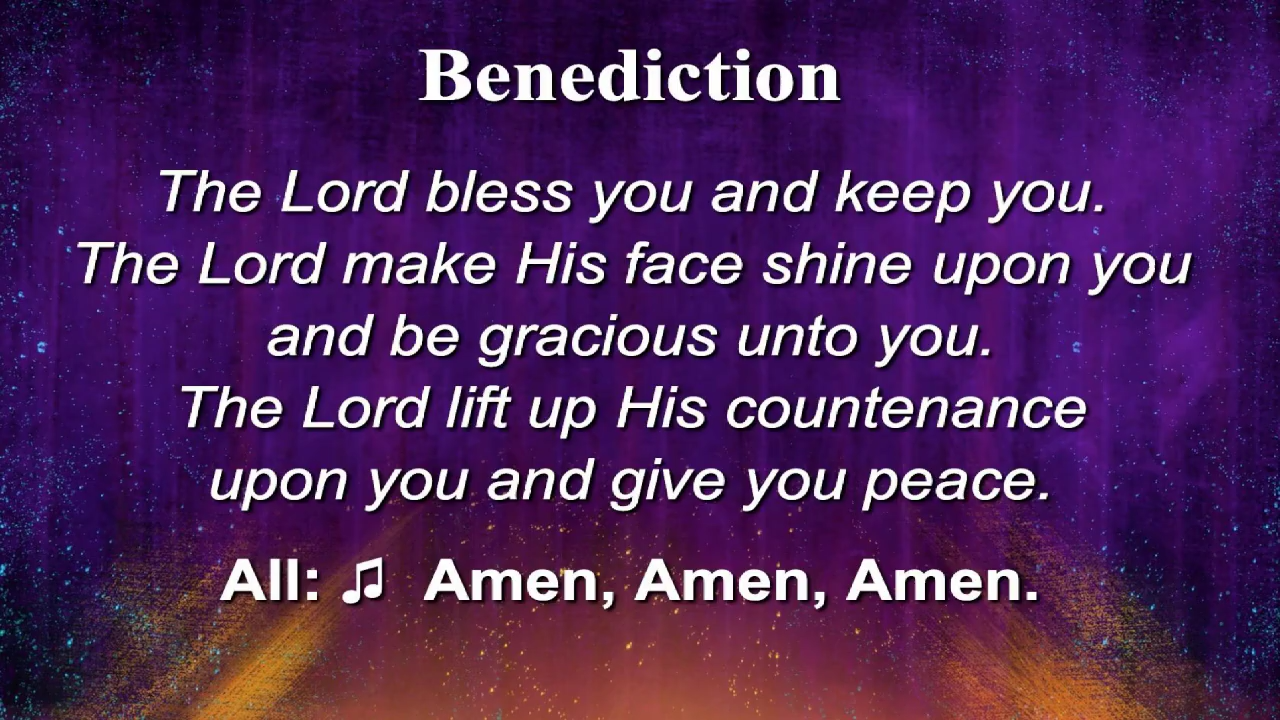 Benediction
The Lord bless you and keep you.
The Lord make His face shine upon you
and be gracious unto you.
The Lord lift up His countenance
upon you and give you peace.
All: ♫ Amen, Amen, Amen.